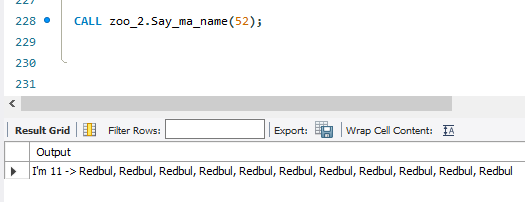 227
228 CALL zoo_2.Say_ma_name(52);
229
230
231
Result Grid Filter Rows: Export: Wrap Cell Content:
Output
I'm 11 -> Redbul, Redbul, Redbul, Redbul, Redbul, Redbul, Redbul, Redbul, Redbul, Redbul, Redbul